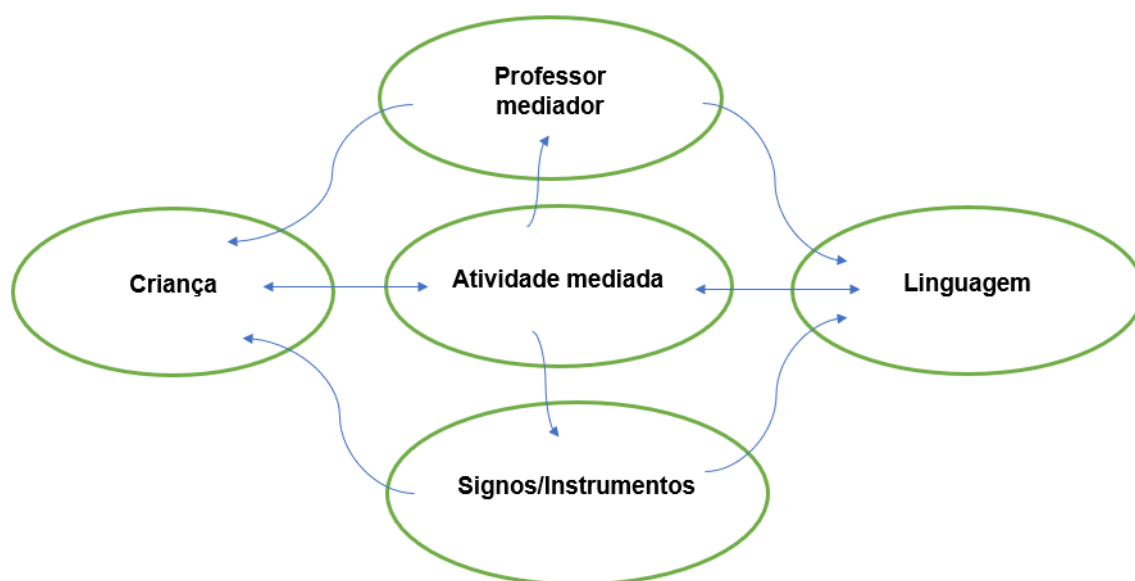 Professor
mediador
Criança
Atividade mediada
Linguagem
Signos/Instrumentos